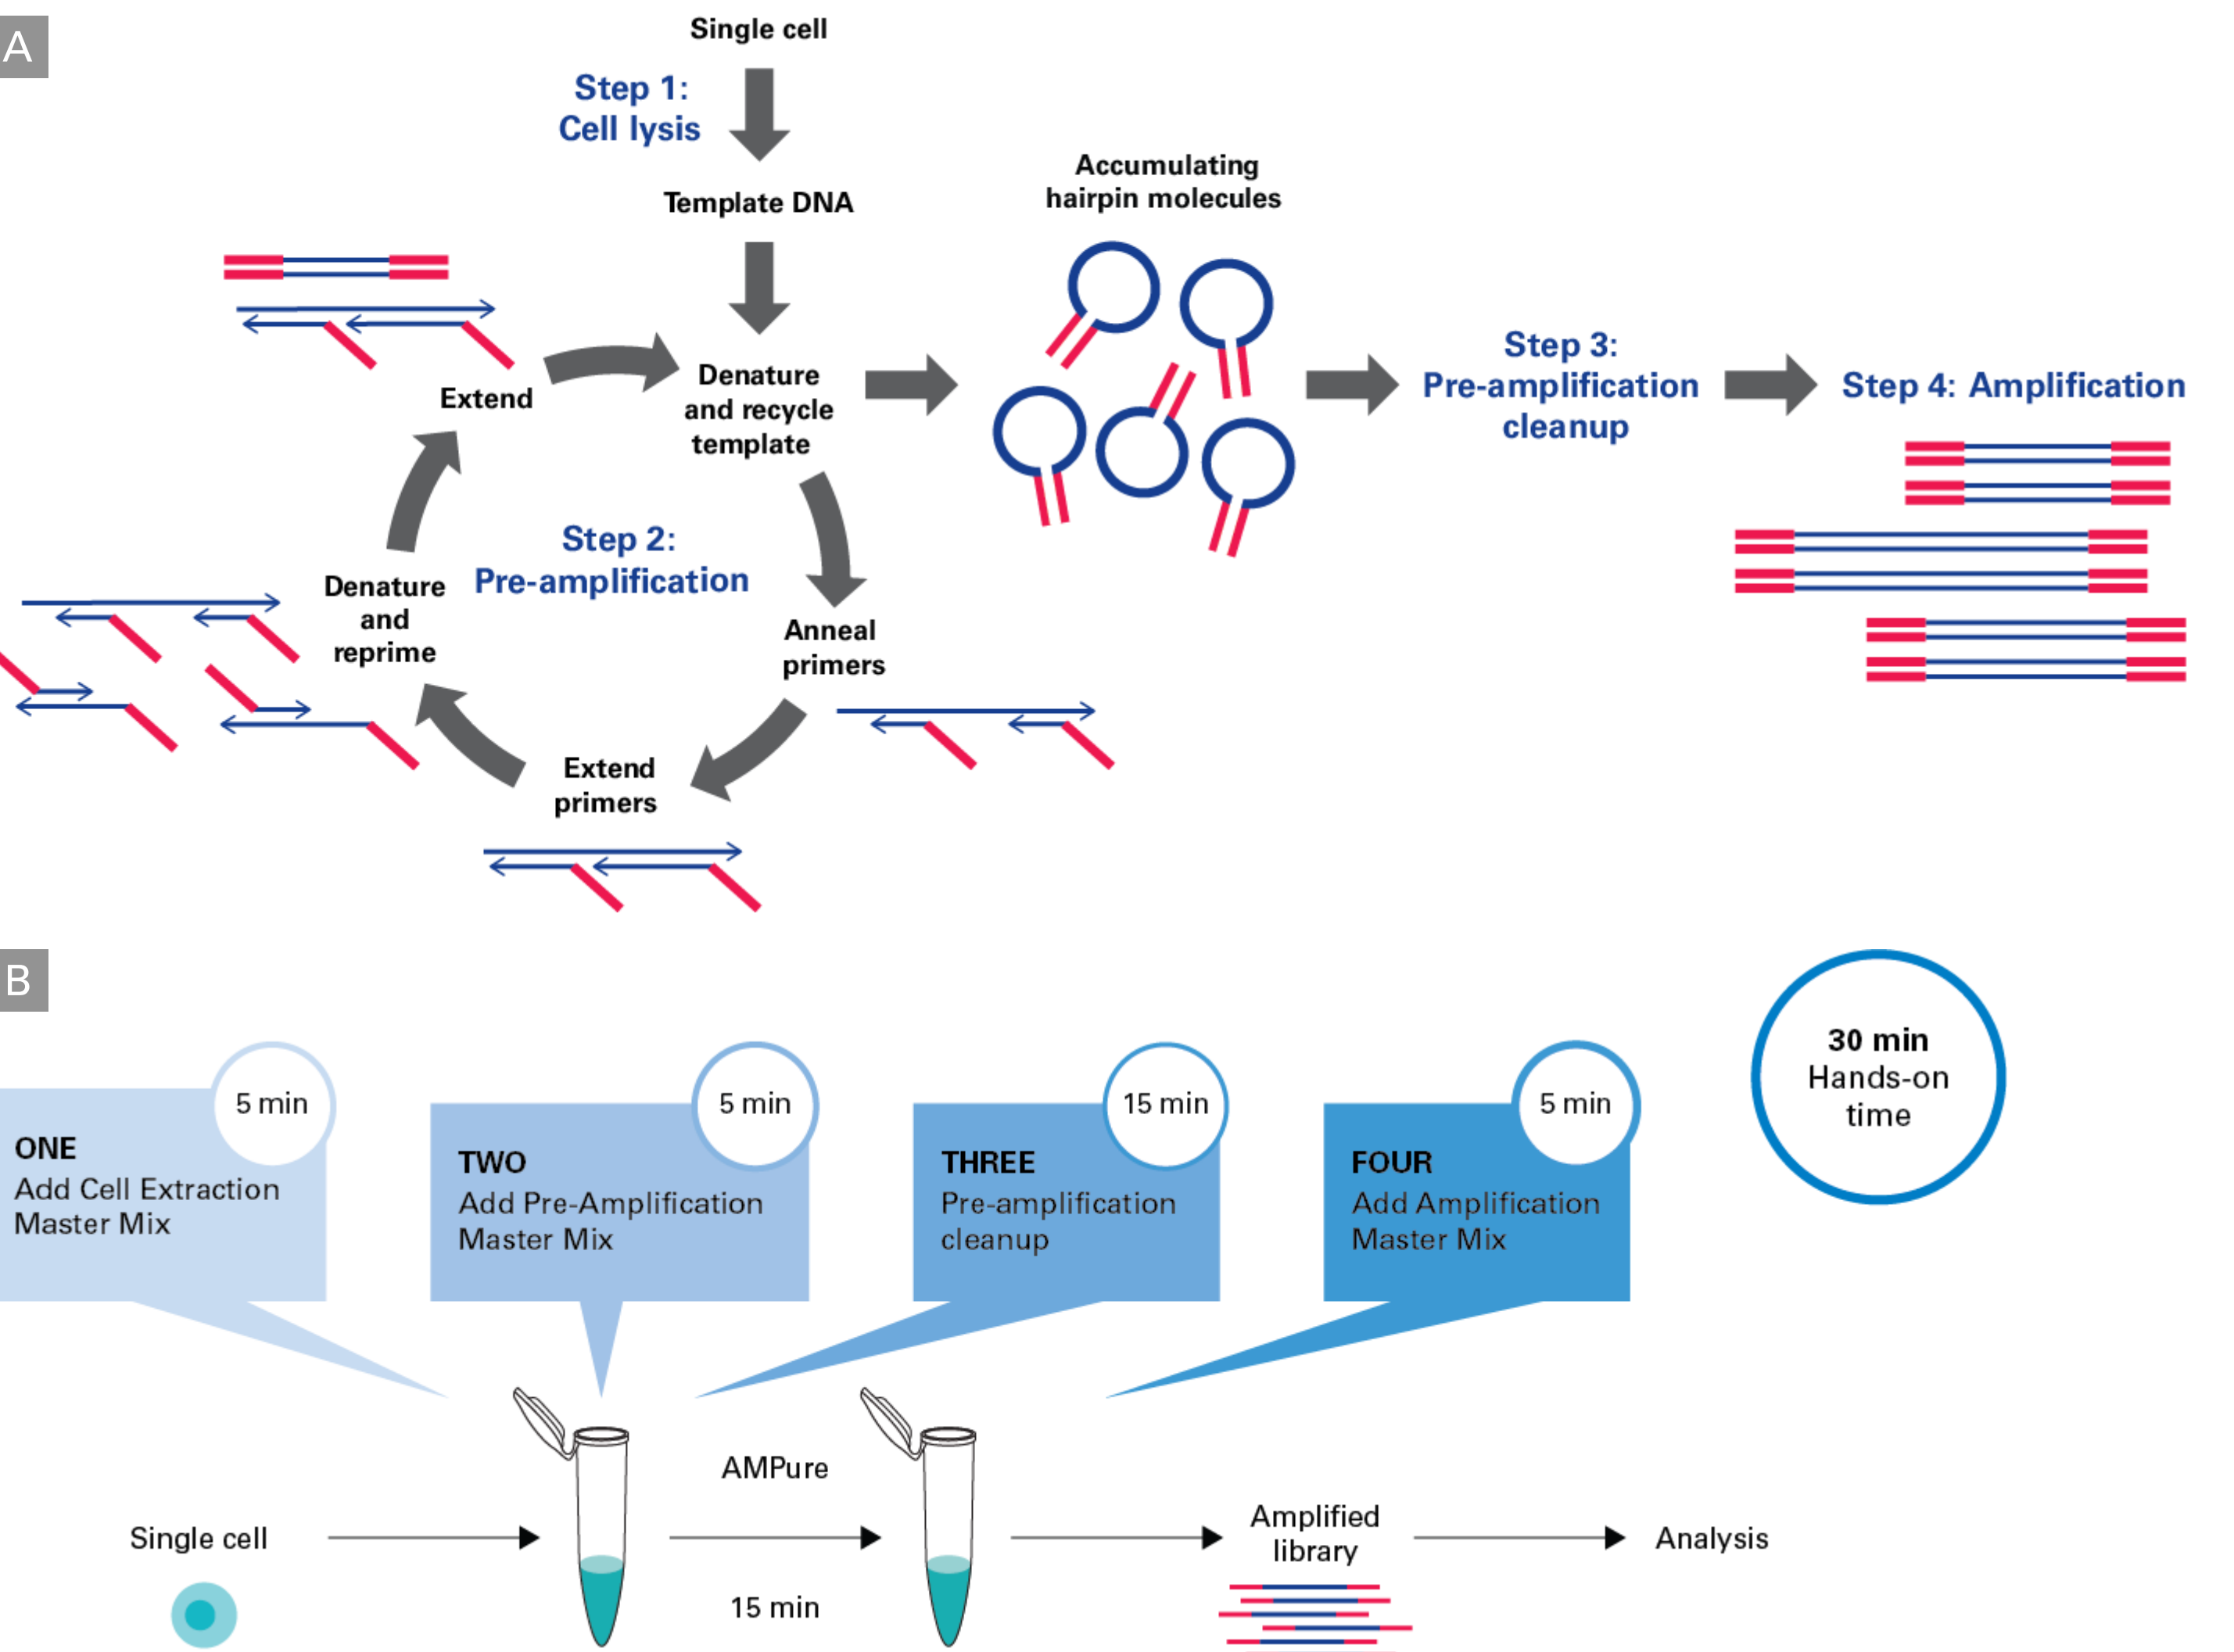 A
Single cell
Step 1:
Cell lysis
Template DNA
Accumulating
hairpin molecules
Extend
Denature
and recycle
template
Step 3:
Pre-amplification
cleanup
Step 4: Amplification
Step 2:
Pre-amplification
Denature
and
reprime
Anneal
primers
Extend
primers
B
5 min
ONE
Add Cell Extraction
Master Mix
5 min
TWO
Add Pre-Amplification
Master Mix
15 min
THREE
Pre-amplification
cleanup
5 min
FOUR
Add Amplification
Master Mix
30 min
Hands-on
time
Single cell
AMPure
15 min
Amplified
library
Analysis